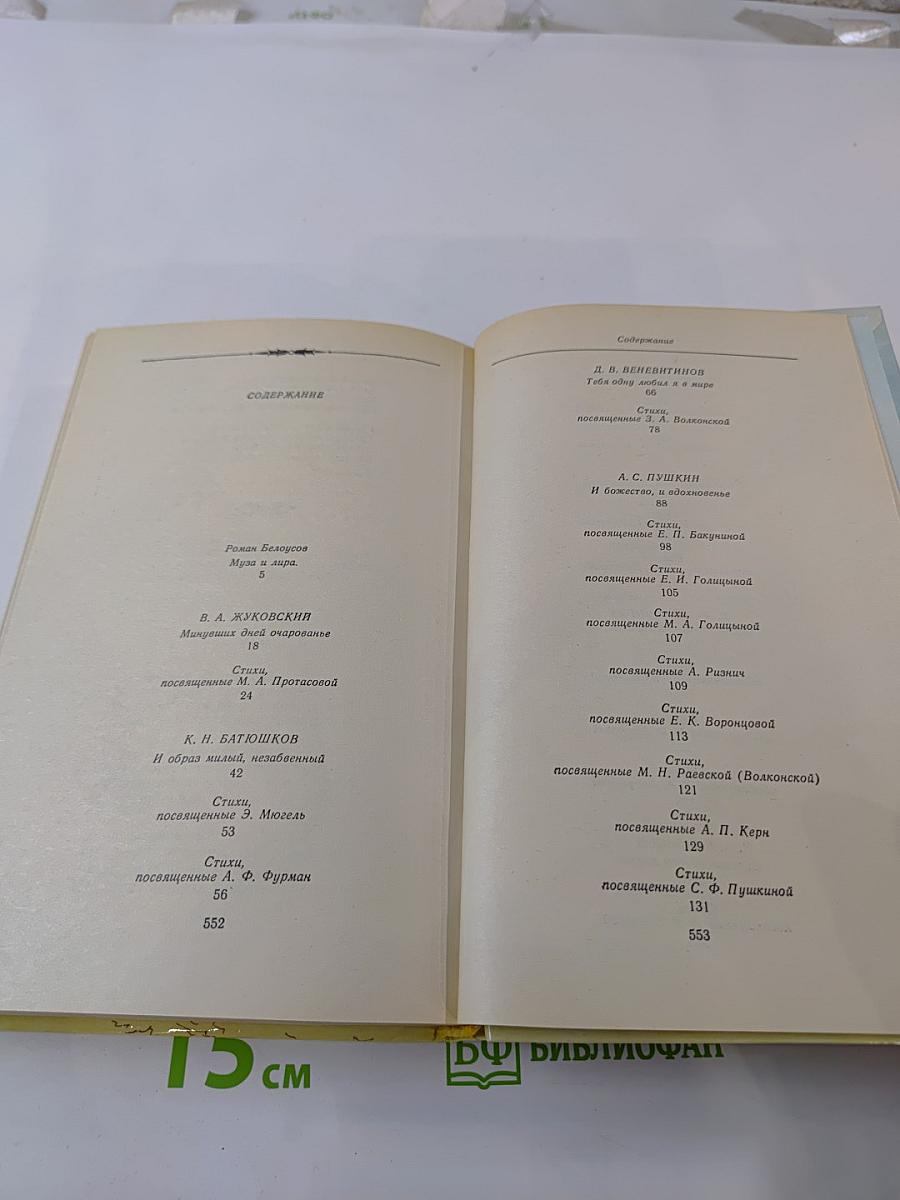 СОДЕРЖАНИЕ
Роман Белоусов
Муза и лира.
5
В. А. ЖУКОВСКИЙ
Минувших дней очарованье
18
Стихи,
посвященные М. А. Протасовой
24
К. Н. БАТЮШКОВ
И образ милый, незабвенный
42
Стихи,
посвященные Э. Мюгель
53
Стихи,
посвященные А. Ф. Фурман
56
552
Содержание
Д. В. ВЕНЕВИТИНОВ
Тебя одну любил я в мире
66
Стихи,
посвященные З. А. Волконской
78
А. С. ПУШКИН
И божество, и вдохновенье
88
Стихи,
посвященные Е. П. Бакуниной
98
Стихи,
посвященные Е. И. Голицыной
105
Стихи,
посвященные М. А. Голицыной
107
Стихи,
посвященные А. Ризнич
109
Стихи,
посвященные Е. К. Воронцовой
113
Стихи,
посвященные М. Н. Раевской (Волконской)
121
Стихи,
посвященные А. П. Керн
129
Стихи,
посвященные С. Ф. Пушкиной
131
553
15 см
БФ БИБЛИОФАН